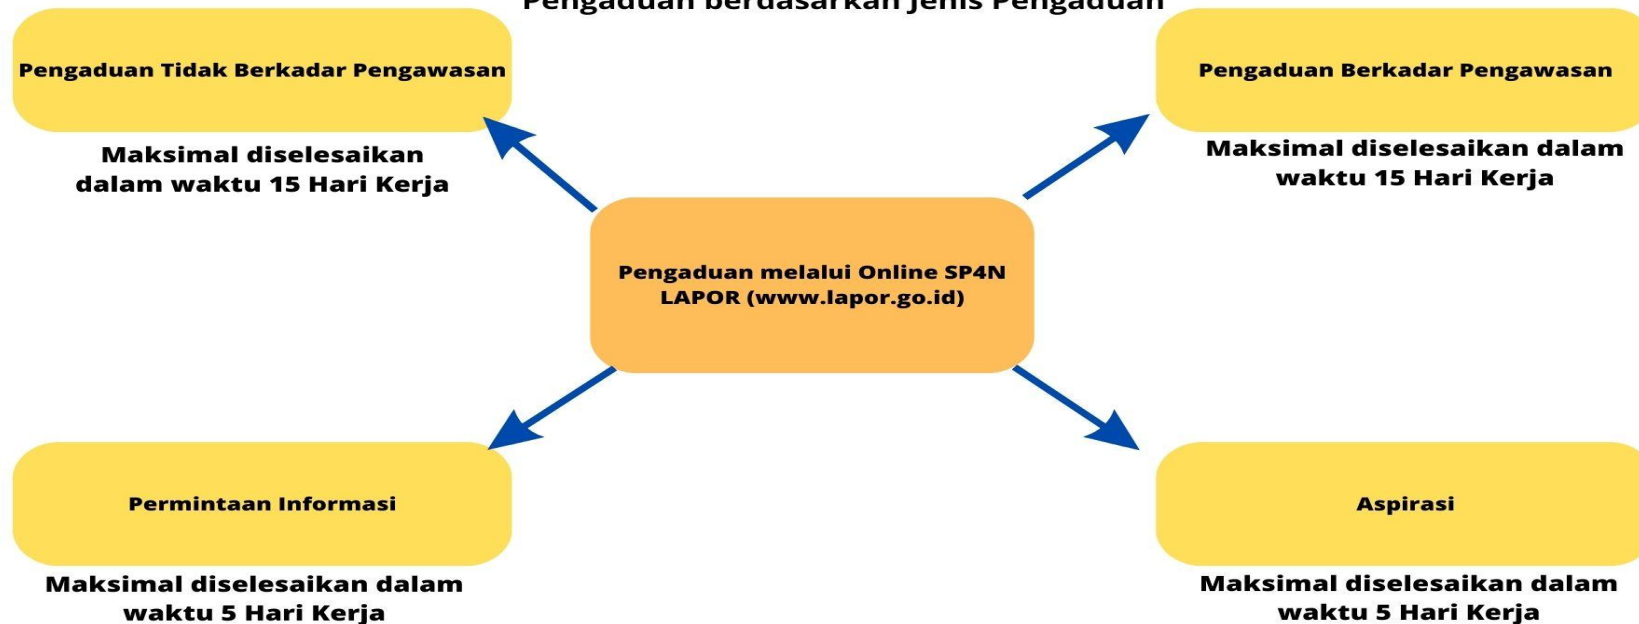 Pengaduan berdasarkan Jenis Pengaduan
Pengaduan Tidak Berkadar Pengawasan
Maksimal diselesaikan
dalam waktu 15 Hari Kerja
Pengaduan Berkadar Pengawasan
Maksimal diselesaikan dalam
waktu 15 Hari Kerja
Pengaduan melalui Online SP4N
LAPOR (www.lapor.go.id)
Permintaan Informasi
Maksimal diselesaikan dalam
waktu 5 Hari Kerja
Aspirasi
Maksimal diselesaikan dalam
waktu 5 Hari Kerja